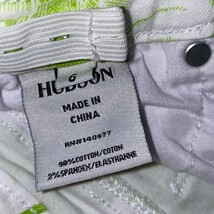 6
HUDSON
MADE IN
CHINA
RN#140977
98%COTTON/COTON
2%SPANDEX/ELASTHANNE